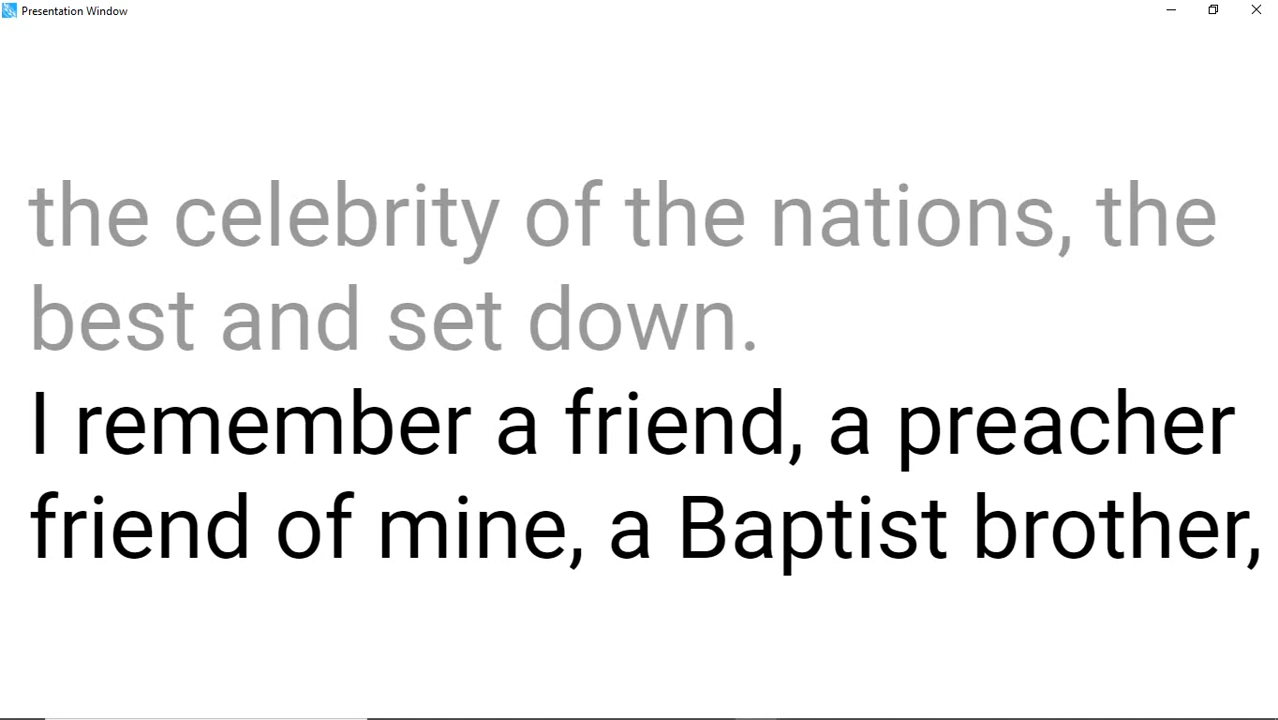 Presentation Window
the celebrity of the nations, the
best and set down.
I remember a friend, a preacher
friend of mine, a Baptist brother,